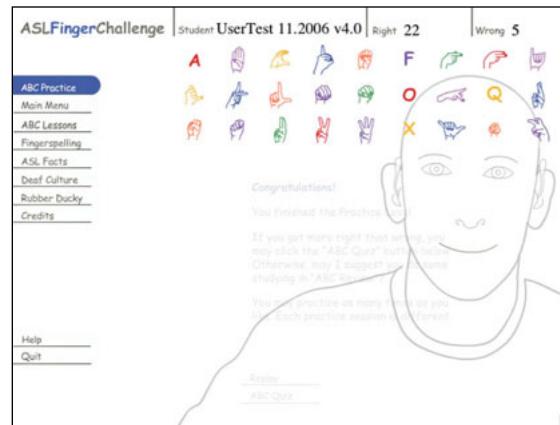 ASLFingerChallenge Student UserTest 11.2006 v4.0 Right 22 Wrong 5
A F
O Q
X
ABC Practice
Main Menu
ABC Lessons
Fingerspelling
ASL Facts
Deaf Culture
Rubber Ducky
Credits
Help
Quit
Congratulations!
You finished the Practice Level!
If you got more right than wrong, you
may click the "ABC Quiz" button below
Otherwise, may I suggest you do some
studying in "ABC Review"?
You may practice as many times as you
like. Each practice session is different.
Replay
ABC Quiz